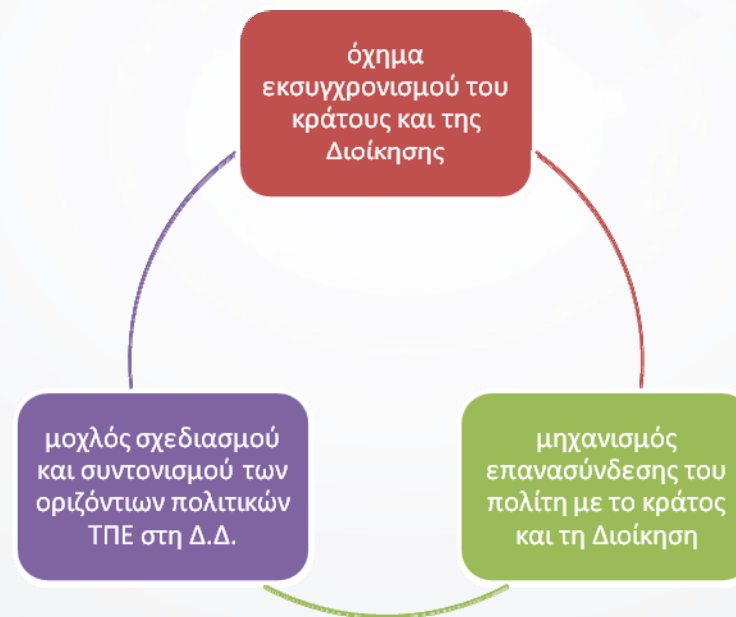 όχημα
εκσυγχρονισμού του
κράτους και της
Διοίκησης
μοχλός σχεδιασμού
και συντονισμού των
οριζόντιων πολιτικών
ΤΠΕ στη Δ.Δ.
μηχανισμός
επανασύνδεσης του
πολίτη με το κράτος
και τη Διοίκηση